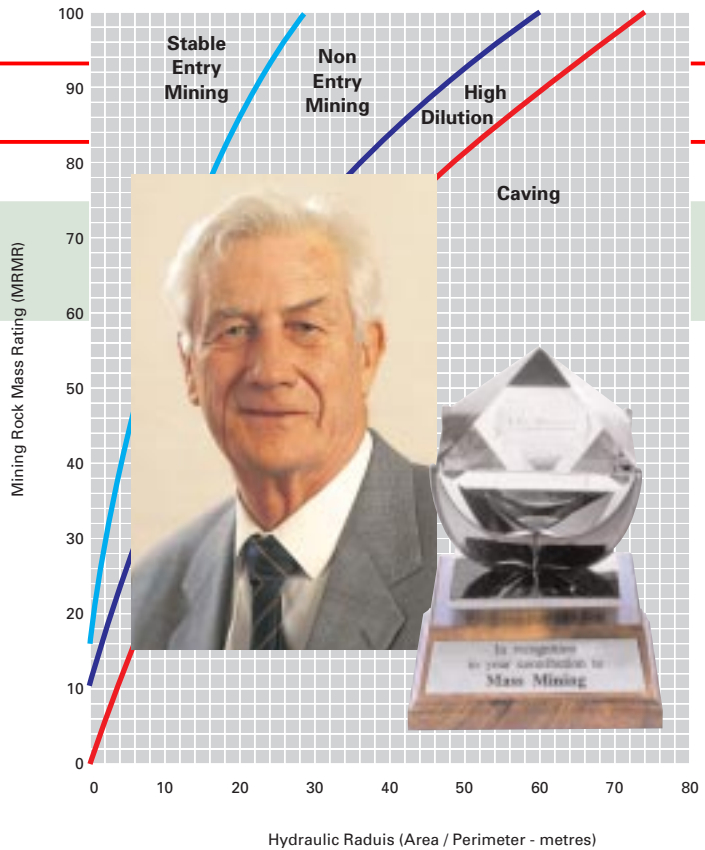 Stable
Entry
Mining
Non
Entry
Mining
High
Dilution
Caving
100
90
80
70
60
50
40
30
20
10
0
Mining Rock Mass Rating (MRMR)
0 10 20 30 40 50 60 70 80
Hydraulic Raduis (Area / Perimeter - metres)
In recognition
to your contribution to
Mass Mining